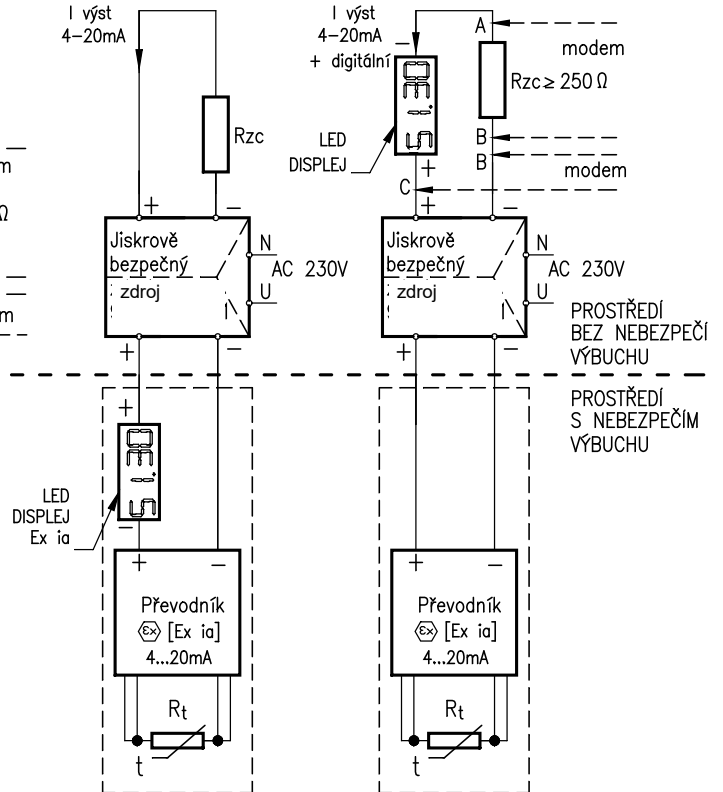 I výst
4–20mA
Rzc
m
Ω
m
+
–
Jiskrově
bezpečný
zdroj
N
AC 230V
U
+
–
+
LED
DISPLEJ
Ex ia
–
+
–
Převodník
Ex [Ex ia]
4...20mA
Rt
t
I výst
4–20mA
+ digitální
–
A
modem
Rzc ≥ 250 Ω
LED
DISPLEJ
B
B
+
modem
C
+
–
Jiskrově
bezpečný
zdroj
N
AC 230V
U
+
–
PROSTŘEDÍ
BEZ NEBEZPEČÍ
VÝBUCHU
PROSTŘEDÍ
S NEBEZPEČÍM
VÝBUCHU
+
–
Převodník
Ex [Ex ia]
4...20mA
Rt
t